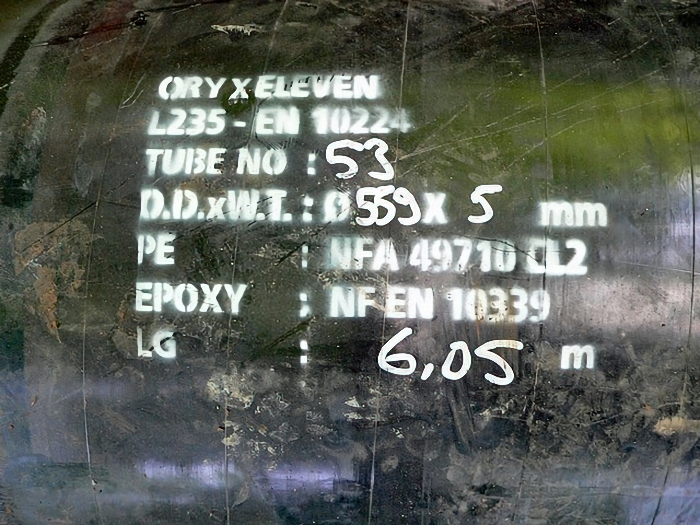 ORYX ELEVEN
L235 - EN 10224
TUBE NO : 53
D.D.xW.T. : Ø 559 X 5 mm
PE : NFA 49710 CL2
EPOXY : NF EN 10339
LG : 6,05 m